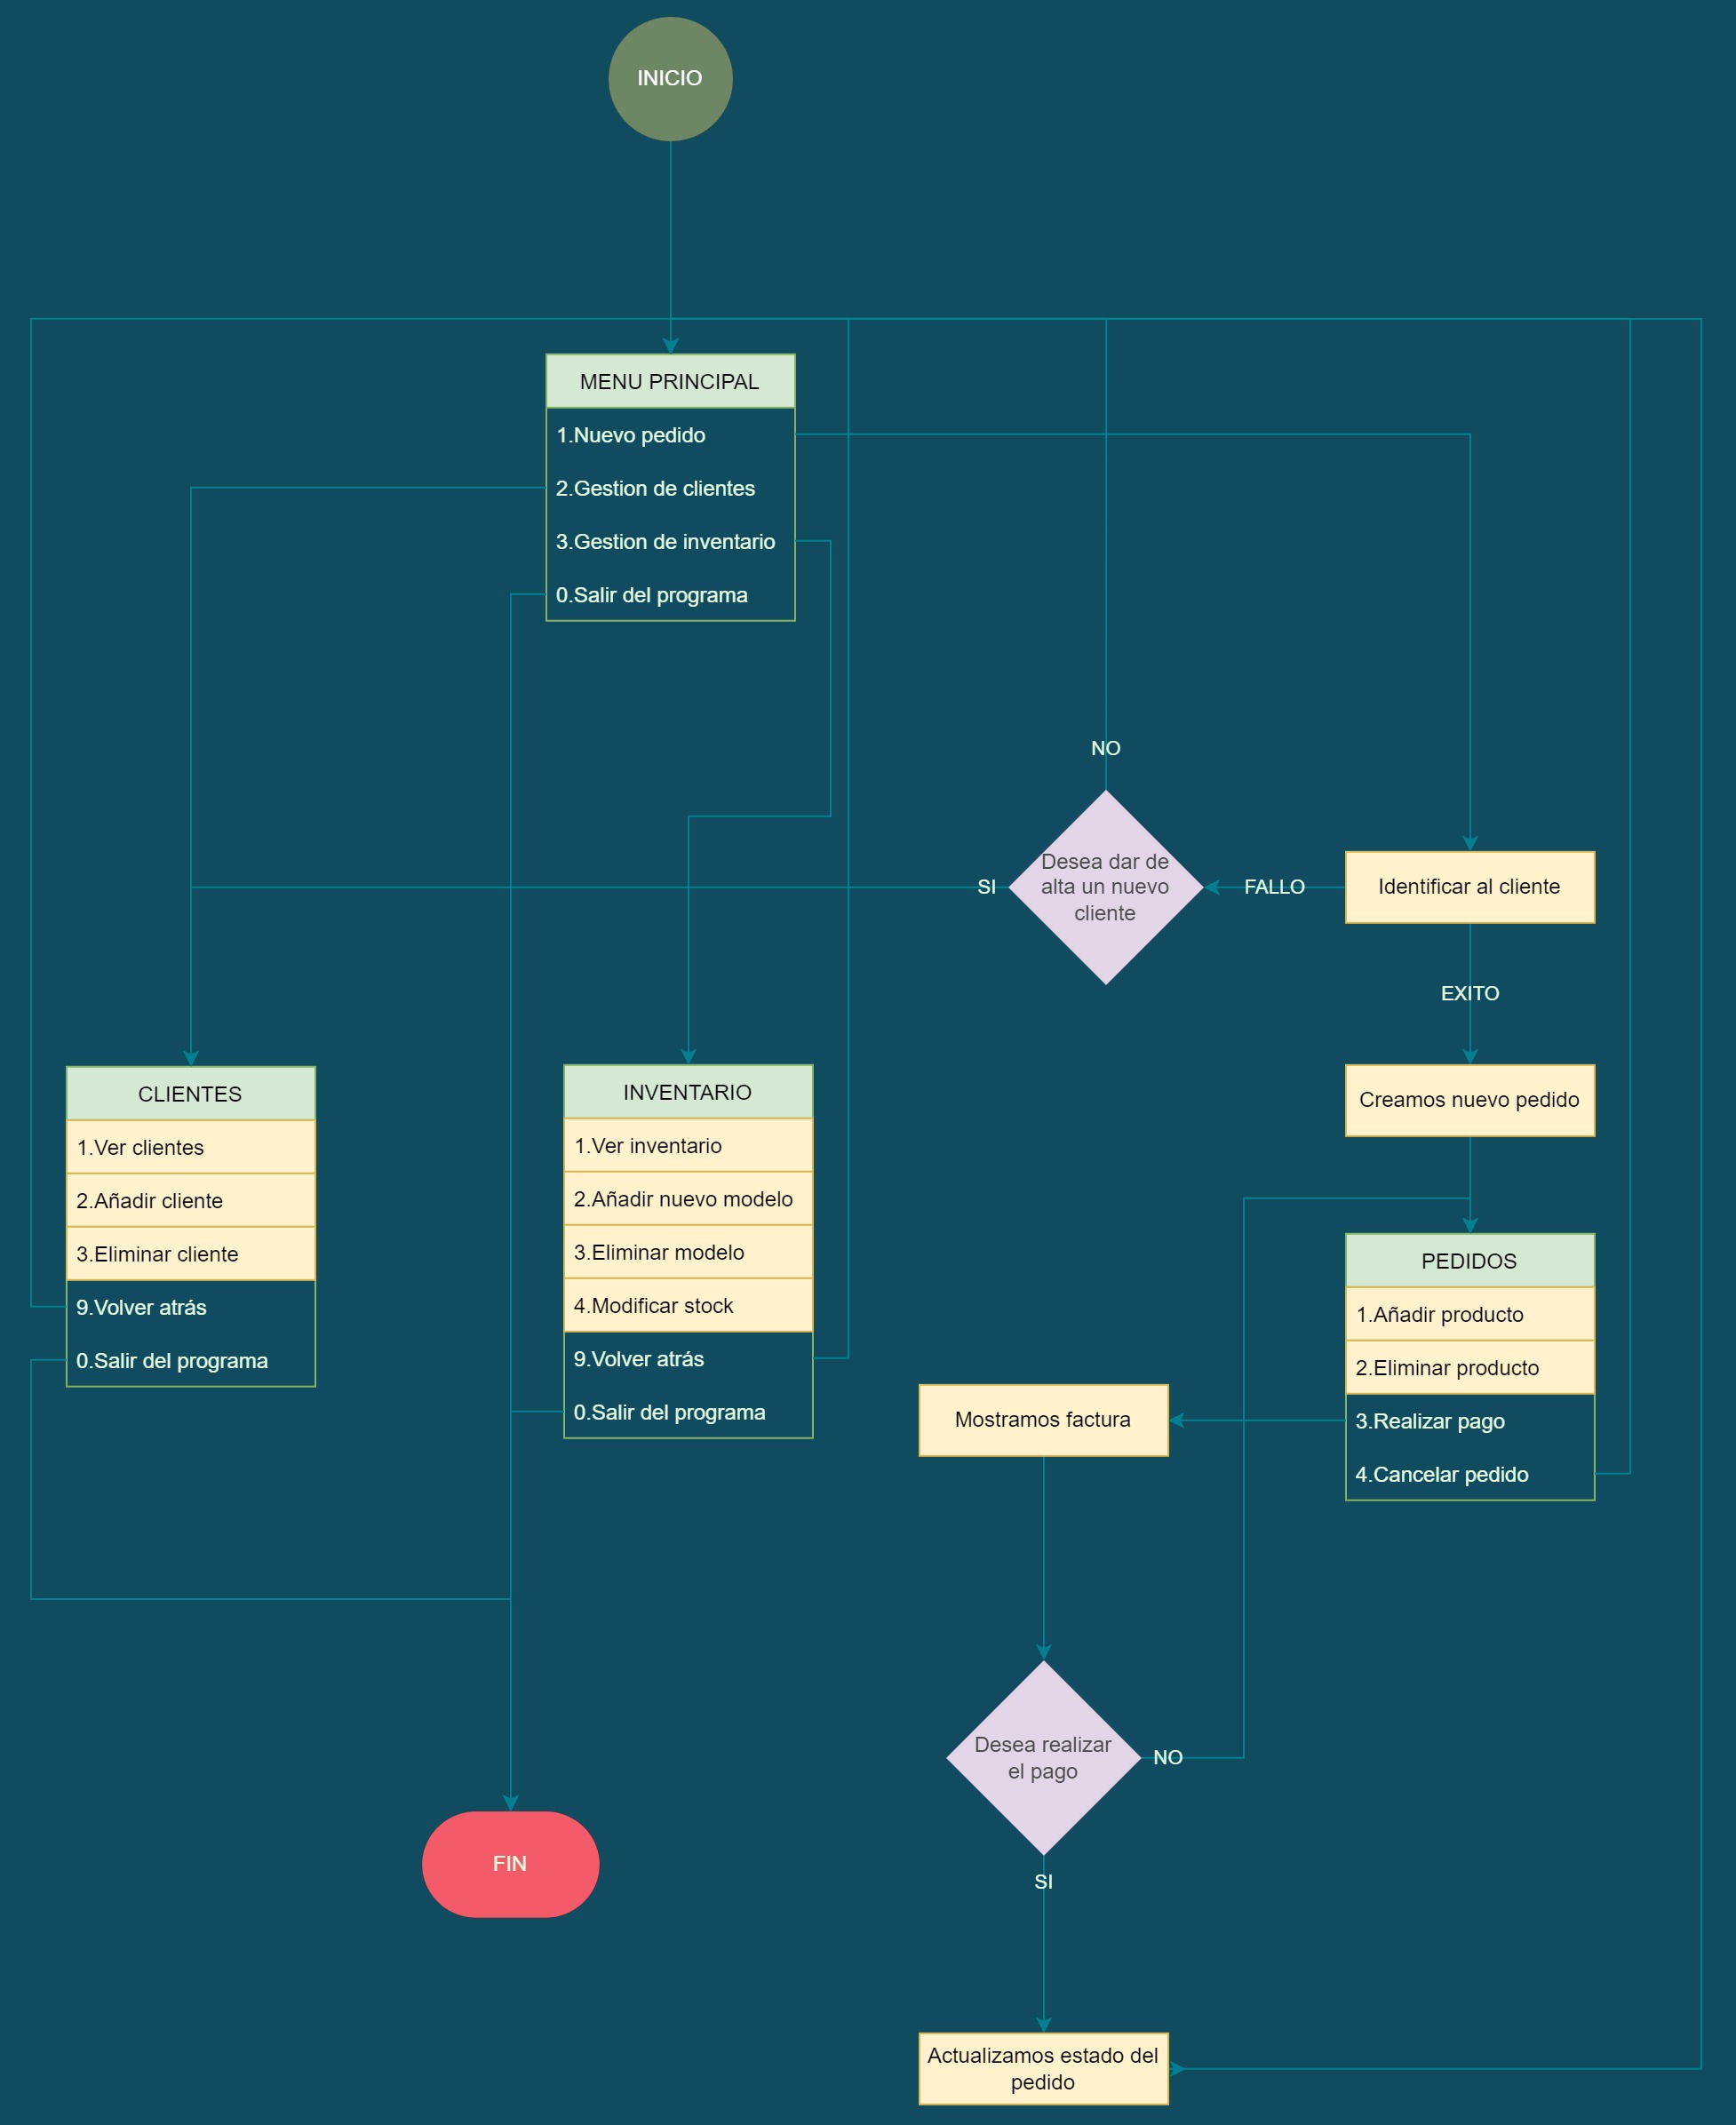 INICIO
MENU PRINCIPAL
1.Nuevo pedido
2.Gestion de clientes
3.Gestion de inventario
0.Salir del programa
NO
Desea dar de
alta un nuevo
cliente
SI
FALLO
Identificar al cliente
EXITO
Creamos nuevo pedido
CLIENTES
1.Ver clientes
2.Añadir cliente
3.Eliminar cliente
9.Volver atrás
0.Salir del programa
INVENTARIO
1.Ver inventario
2.Añadir nuevo modelo
3.Eliminar modelo
4.Modificar stock
9.Volver atrás
0.Salir del programa
PEDIDOS
1.Añadir producto
2.Eliminar producto
3.Realizar pago
4.Cancelar pedido
Mostramos factura
Desea realizar
el pago
NO
SI
FIN
Actualizamos estado del
pedido